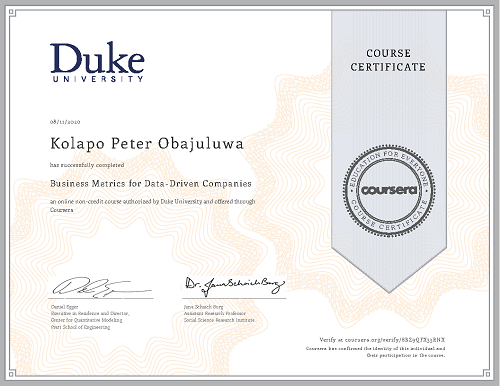 Duke
UNIVERSITY
COURSE
CERTIFICATE
08/11/2020
Kolapo Peter Obajuluwa
has successfully completed
Business Metrics for Data-Driven Companies
an online non-credit course authorized by Duke University and offered through
Coursera
EDUCATION FOR EVERYONE
coursera
COURSE CERTIFICATE
Dr. Jana Schaich Borg
Daniel Egger
Executive in Residence and Director,
Center for Quantitative Modeling
Pratt School of Engineering
Jana Schaich Borg
Assistant Research Professor
Social Science Research Institute
Verify at coursera.org/verify/
Coursera has confirmed the identity of this individual and
their participation in the course.